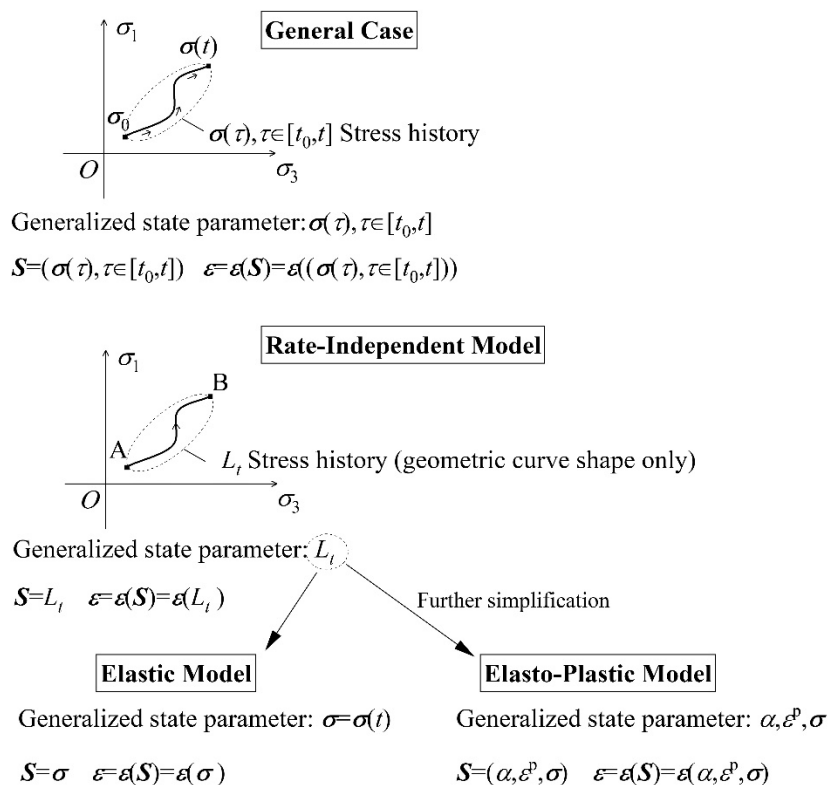 General Case
σ₁
σ(t)
σ₀
σ(τ),τ∈[t₀,t] Stress history
O
σ₃
Generalized state parameter:σ(τ),τ∈[t₀,t]
S=(σ(τ),τ∈[t₀,t]) ε=ε(S)=ε((σ(τ),τ∈[t₀,t]))
Rate-Independent Model
σ₁
B
A
Lₜ Stress history (geometric curve shape only)
O
σ₃
Generalized state parameter: Lₜ
S=Lₜ ε=ε(S)=ε(Lₜ)
Further simplification
Elastic Model
Generalized state parameter: σ=σ(t)
S=σ ε=ε(S)=ε(σ)
Elasto-Plastic Model
Generalized state parameter: α,εᵖ,σ
S=(α,εᵖ,σ) ε=ε(S)=ε(α,εᵖ,σ)